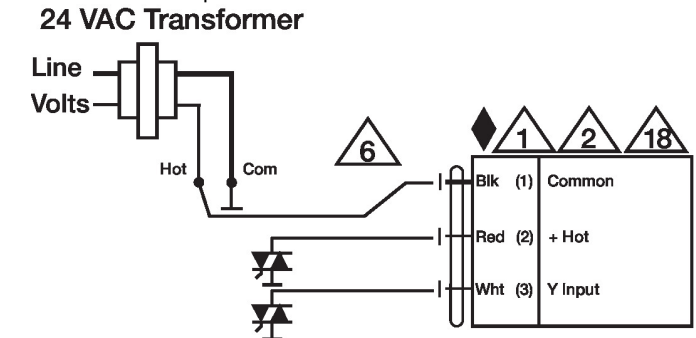 24 VAC Transformer
Line
Volts
Hot
Com
6
1
2
18
Blk (1) Common
Red (2) + Hot
Wht (3) Y Input